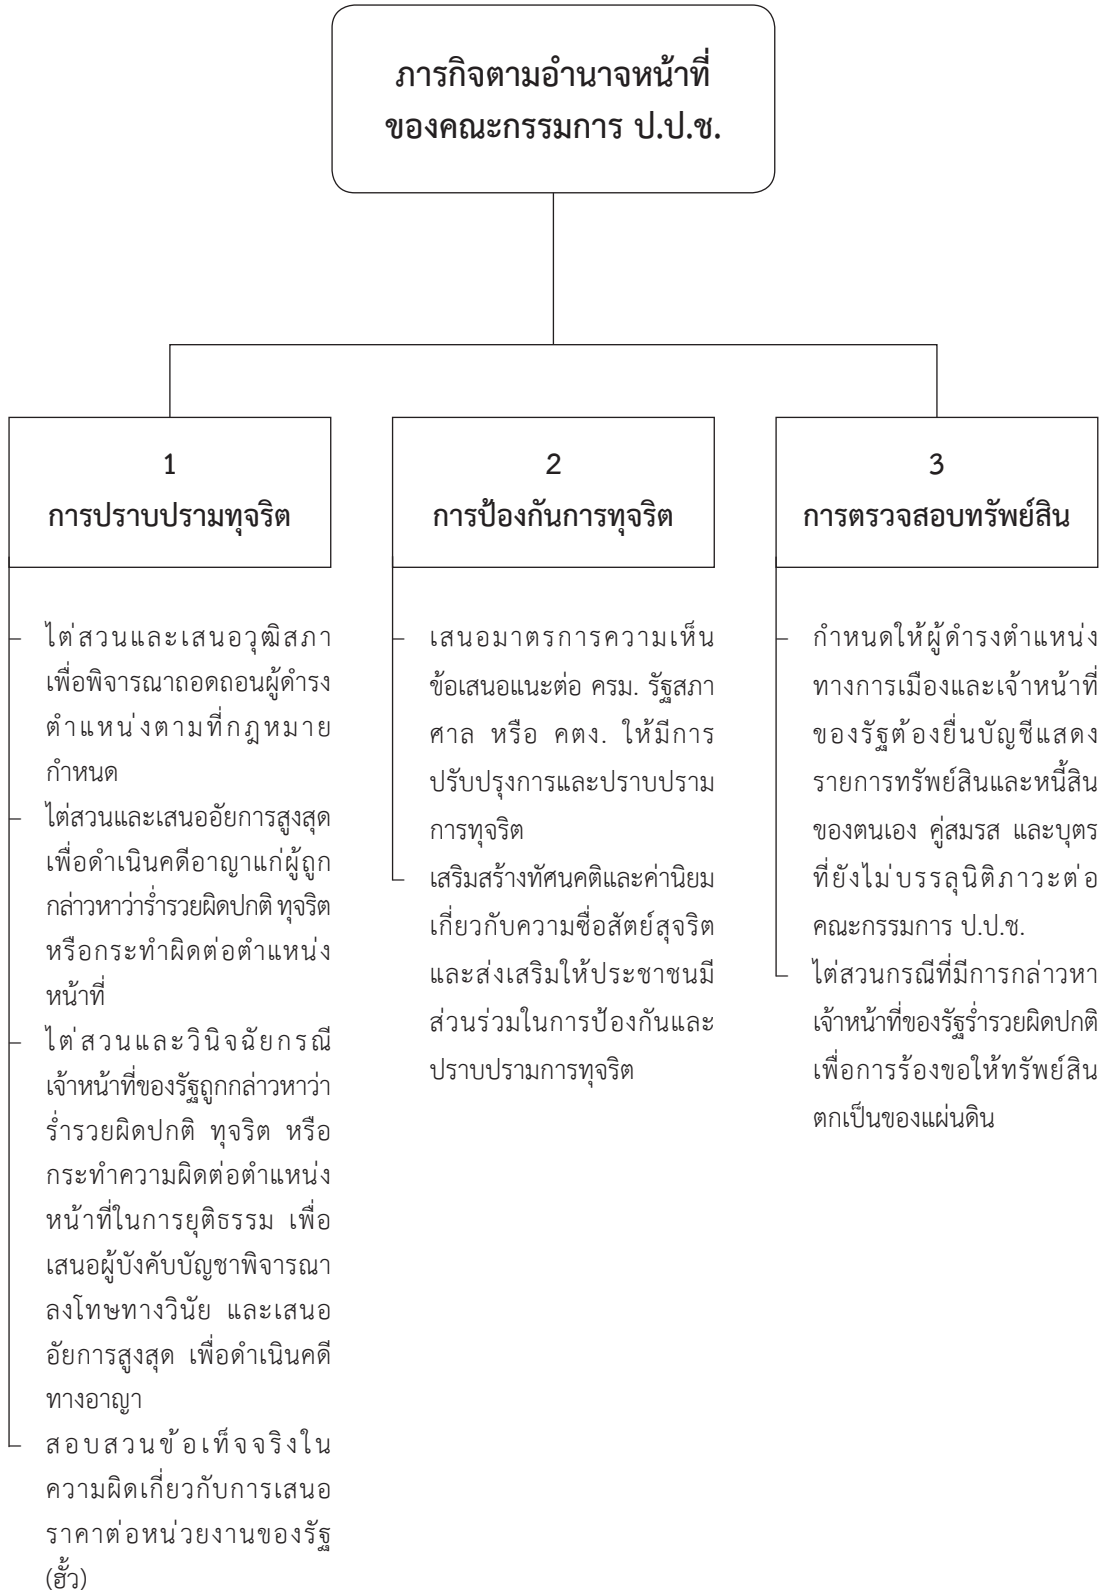 ภารกิจตามอำนาจหน้าที่
ของคณะกรรมการ ป.ป.ช.
1
การปราบปรามทุจริต
ไต่สวนและเสนอวุฒิสภา
เพื่อพิจารณาถอดถอนผู้ดำรง
ตำแหน่งตามที่กฎหมาย
กำหนด
ไต่สวนและเสนออัยการสูงสุด
เพื่อดำเนินคดีอาญาแก่ผู้ถูก
กล่าวหาว่าร่ำรวยผิดปกติ ทุจริต
หรือกระทำผิดต่อตำแหน่ง
หน้าที่
ไต่สวนและวินิจฉัยกรณี
เจ้าหน้าที่ของรัฐถูกกล่าวหาว่า
ร่ำรวยผิดปกติ ทุจริต หรือ
กระทำความผิดต่อตำแหน่ง
หน้าที่ในการยุติธรรม เพื่อ
เสนอผู้บังคับบัญชาพิจารณา
ลงโทษทางวินัย และเสนอ
อัยการสูงสุด เพื่อดำเนินคดี
ทางอาญา
สอบสวนข้อเท็จจริงใน
ความผิดเกี่ยวกับการเสนอ
ราคาต่อหน่วยงานของรัฐ
(ฮั้ว)
2
การป้องกันการทุจริต
เสนอมาตรการความเห็น
ข้อเสนอแนะต่อ ครม. รัฐสภา
ศาล หรือ คตง. ให้มีการ
ปรับปรุงการและปราบปราม
การทุจริต
เสริมสร้างทัศนคติและค่านิยม
เกี่ยวกับความซื่อสัตย์สุจริต
และส่งเสริมให้ประชาชนมี
ส่วนร่วมในการป้องกันและ
ปราบปรามการทุจริต
3
การตรวจสอบทรัพย์สิน
กำหนดให้ผู้ดำรงตำแหน่ง
ทางการเมืองและเจ้าหน้าที่
ของรัฐต้องยื่นบัญชีแสดง
รายการทรัพย์สินและหนี้สิน
ของตนเอง คู่สมรส และบุตร
ที่ยังไม่บรรลุนิติภาวะต่อ
คณะกรรมการ ป.ป.ช.
ไต่สวนกรณีที่มีการกล่าวหา
เจ้าหน้าที่ของรัฐร่ำรวยผิดปกติ
เพื่อการร้องขอให้ทรัพย์สิน
ตกเป็นของแผ่นดิน